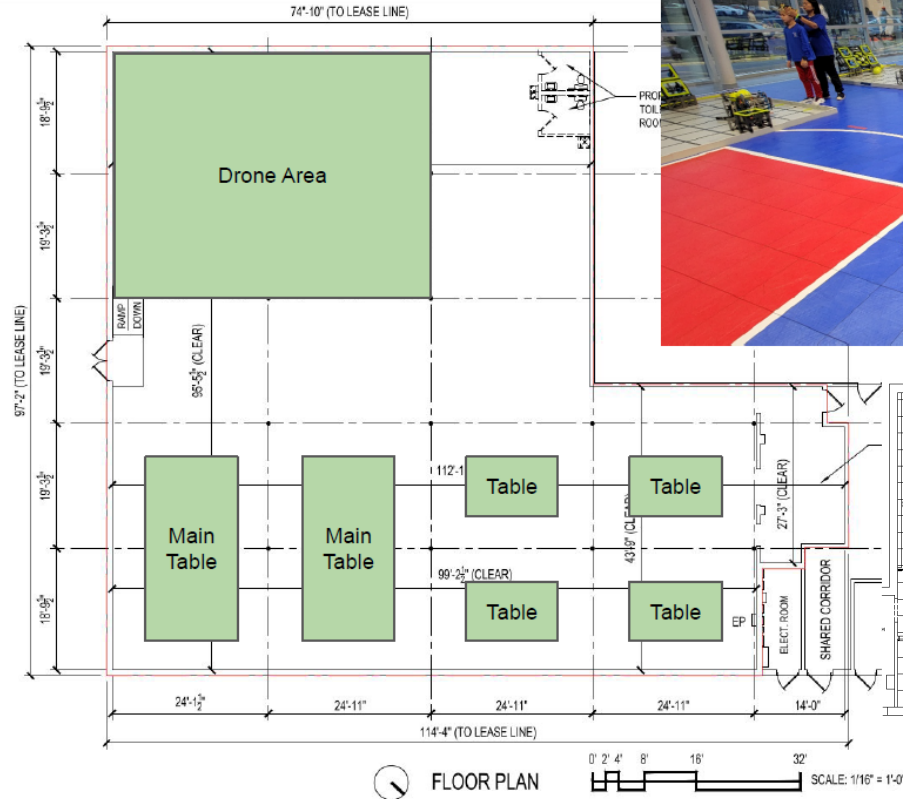 74'-10" (TO LEASE LINE)
18'-9½"
Drone Area
19'-3½"
RAMP
DOWN
97'-2" (TO LEASE LINE)
19'-3½"
95'-5½" (CLEAR)
19'-3½"
112'-1
Main
Table
Main
Table
Table
Table
27'-3" (CLEAR)
99'-2½" (CLEAR)
18'-9½"
Table
Table
EP
ELECT. ROOM
SHARED CORRIDOR
24'-1½"
24'-11"
24'-11"
24'-11"
14'-0"
114'-4" (TO LEASE LINE)
FLOOR PLAN
0' 2' 4' 8' 16' 32'
SCALE: 1/16" = 1'-0"